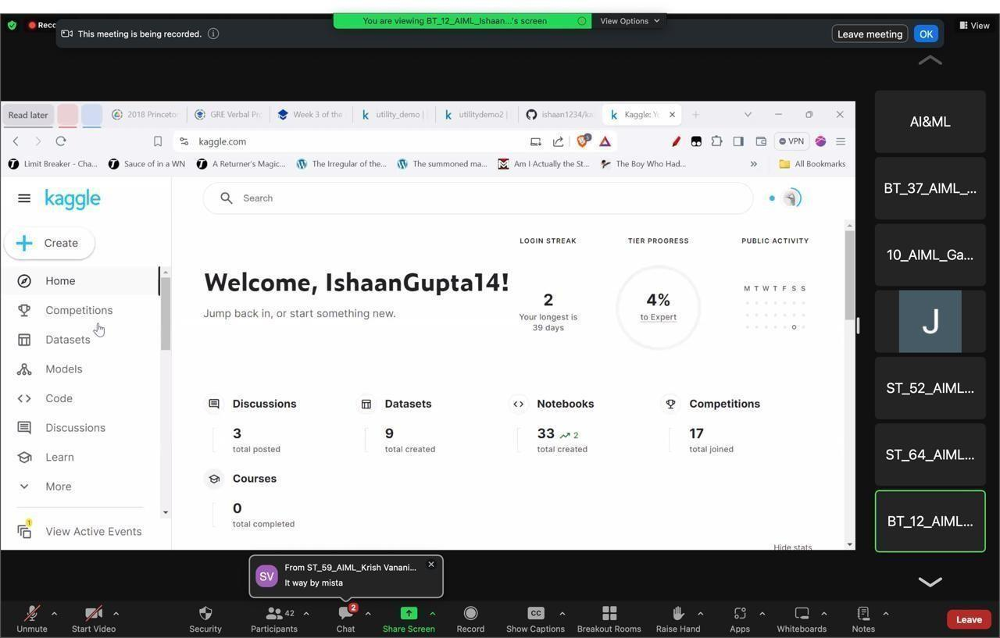 You are viewing BT_12_AIML_Ishaan...'s screen
View Options
This meeting is being recorded.
Leave meeting
OK
View
Read later
2018 Princeton
GRE Verbal Pr
Week 3 of the
utility_demo |
utilitydemo2 |
ishaan1234/ka
Kaggle: Y
kaggle.com
5
VPN
Limit Breaker - Cha...
Sauce of in a WN
A Returner's Magic...
The Irregular of the...
The summoned ma...
Am I Actually the St...
The Boy Who Had...
All Bookmarks
kaggle
Search
Create
Home
Competitions
Datasets
Models
Code
Discussions
Learn
More
1
View Active Events
LOGIN STREAK
TIER PROGRESS
PUBLIC ACTIVITY
Welcome, IshaanGupta14!
Jump back in, or start something new.
2
Your longest is
39 days
4%
to Expert
M T W T F S S
Discussions
3
total posted
Datasets
9
total created
Notebooks
33 2
total created
Competitions
17
total joined
Courses
0
total completed
Hide stats
AI&ML
BT_37_AIML_...
10_AIML_Ga...
J
ST_52_AIML...
ST_64_AIML...
BT_12_AIML...
SV
From ST_59_AIML_Krish Vanani...
It way by mista
Unmute
Start Video
Security
42
Participants
2
Chat
Share Screen
Record
CC
Show Captions
Breakout Rooms
Raise Hand
Apps
Whiteboards
Notes
Leave